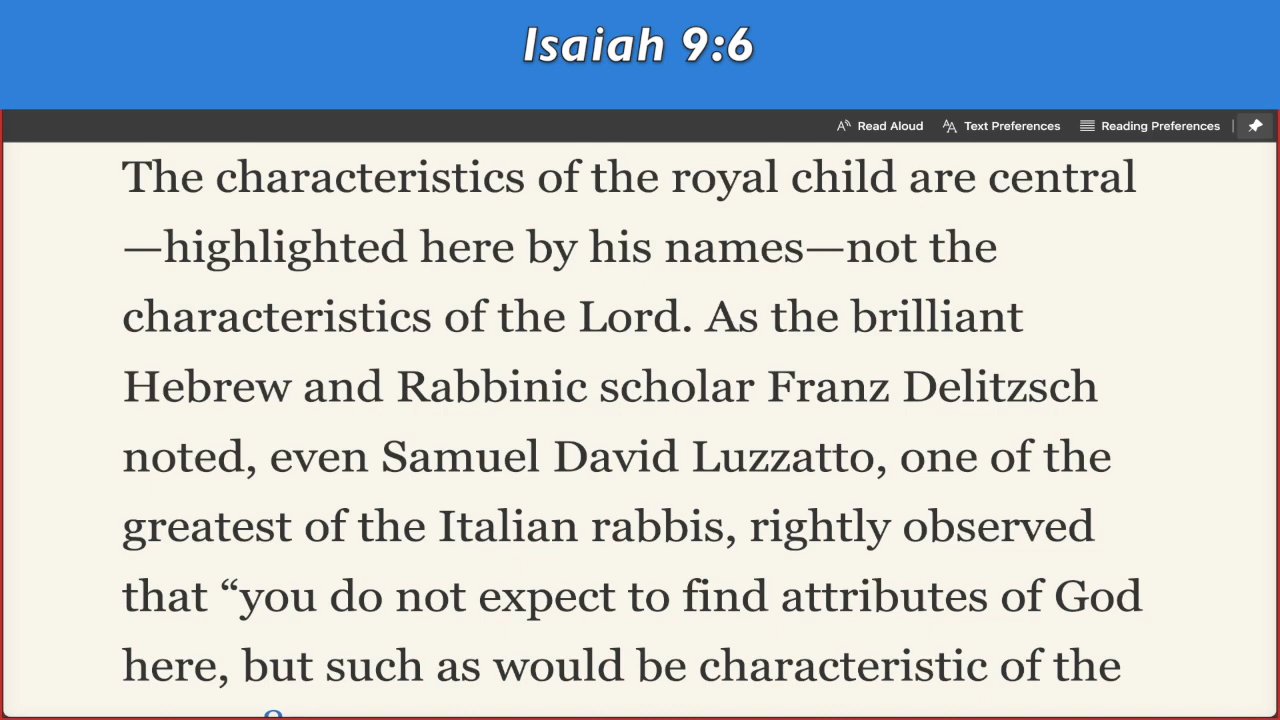 Isaiah 9:6
Read Aloud Text Preferences Reading Preferences
The characteristics of the royal child are central
—highlighted here by his names—not the
characteristics of the Lord. As the brilliant
Hebrew and Rabbinic scholar Franz Delitzsch
noted, even Samuel David Luzzatto, one of the
greatest of the Italian rabbis, rightly observed
that “you do not expect to find attributes of God
here, but such as would be characteristic of the